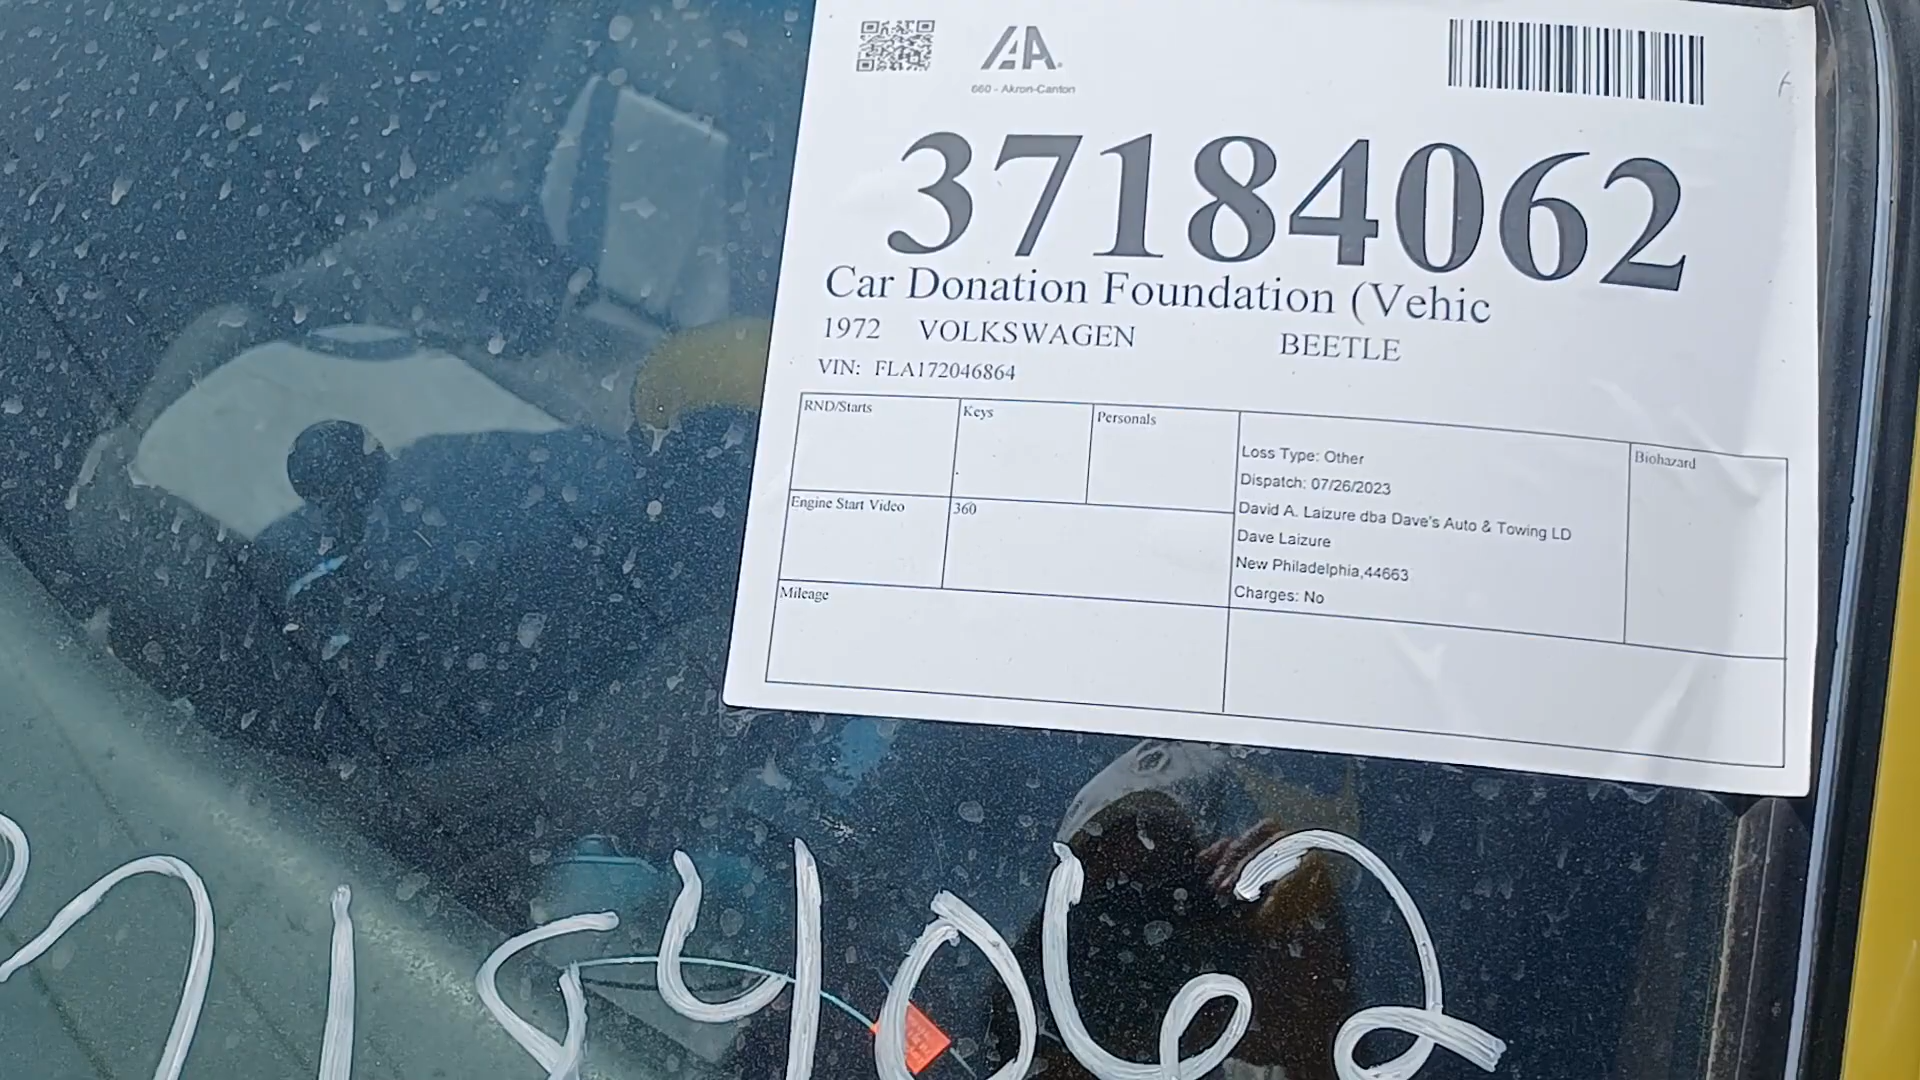 IAA.
660 - Akron-Canton
37184062
Car Donation Foundation (Vehic
1972 VOLKSWAGEN BEETLE
VIN: FLA172046864
RND/Starts
Keys
Personals
Loss Type: Other
Dispatch: 07/26/2023
David A. Laizure dba Dave's Auto & Towing LD
Dave Laizure
New Philadelphia,44663
Charges: No
Biohazard
Engine Start Video
360
Mileage
7184062